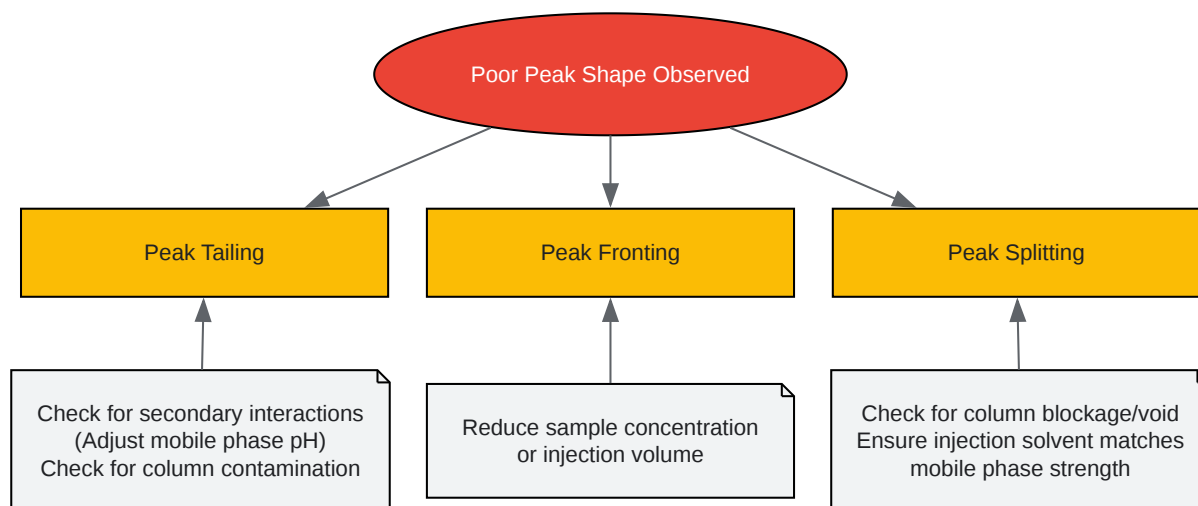 Poor Peak Shape Observed
Peak Tailing
Peak Fronting
Peak Splitting
Check for secondary interactions
(Adjust mobile phase pH)
Check for column contamination
Reduce sample concentration
or injection volume
Check for column blockage/void
Ensure injection solvent matches
mobile phase strength